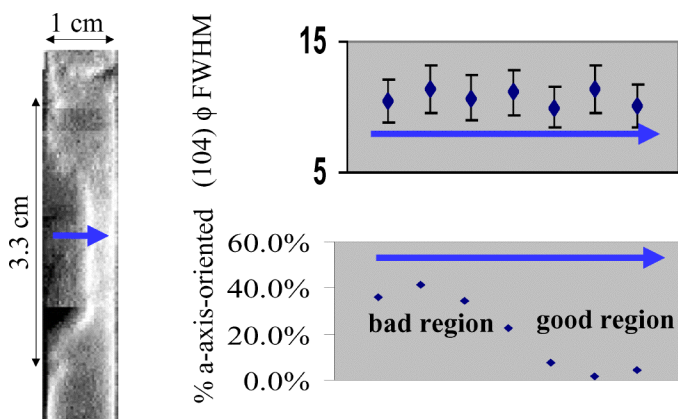 1 cm
3.3 cm
(104) ϕ FWHM
15
5
% a-axis-oriented
60.0%
40.0%
20.0%
0.0%
bad region
good region